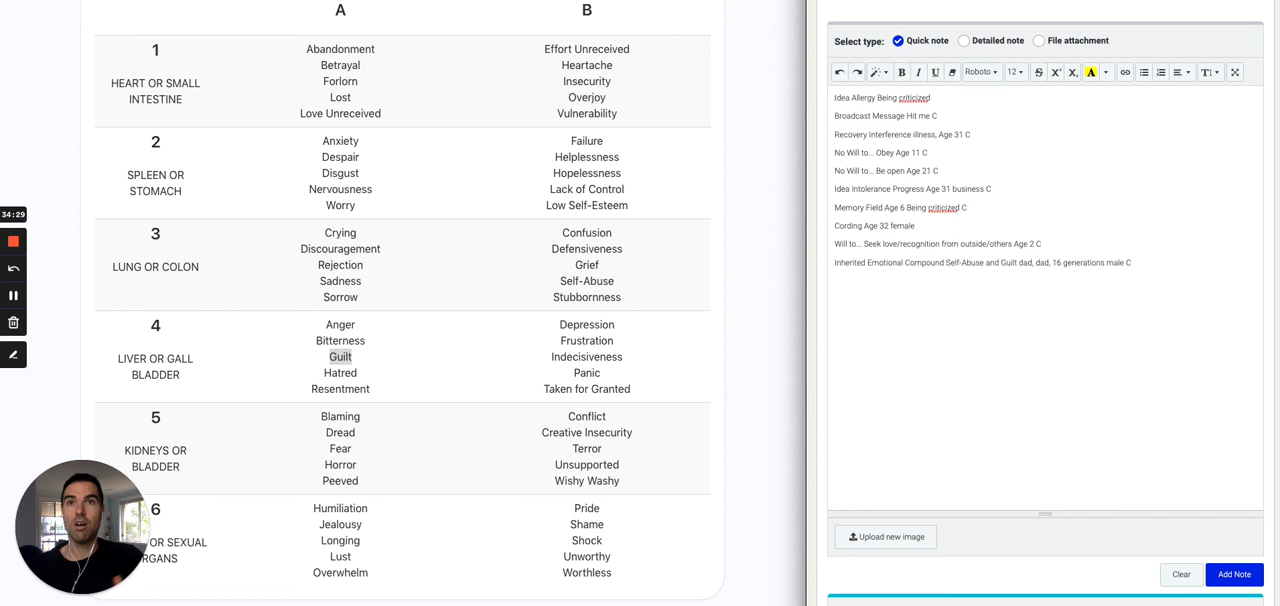 A
B
1
HEART OR SMALL
INTESTINE
Abandonment
Betrayal
Forlorn
Lost
Love Unreceived
Effort Unreceived
Heartache
Insecurity
Overjoy
Vulnerability
2
SPLEEN OR
STOMACH
Anxiety
Despair
Disgust
Nervousness
Worry
Failure
Helplessness
Hopelessness
Lack of Control
Low Self-Esteem
3
LUNG OR COLON
Crying
Discouragement
Rejection
Sadness
Sorrow
Confusion
Defensiveness
Grief
Self-Abuse
Stubbornness
4
LIVER OR GALL
BLADDER
Anger
Bitterness
Guilt
Hatred
Resentment
Depression
Frustration
Indecisiveness
Panic
Taken for Granted
5
KIDNEYS OR
BLADDER
Blaming
Dread
Fear
Horror
Peeved
Conflict
Creative Insecurity
Terror
Unsupported
Wishy Washy
6
OR SEXUAL
RGANS
Humiliation
Jealousy
Longing
Lust
Overwhelm
Pride
Shame
Shock
Unworthy
Worthless
34:29
Select type: Quick note Detailed note File attachment
B I U Roboto 12 S X² X₂ A T!
Idea Allergy Being criticized
Broadcast Message Hit me C
Recovery Interference illness, Age 31 C
No Will to... Obey Age 11 C
No Will to... Be open Age 21 C
Idea Intolerance Progress Age 31 business C
Memory Field Age 6 Being criticized C
Cording Age 32 female
Will to... Seek love/recognition from outside/others Age 2 C
Inherited Emotional Compound Self-Abuse and Guilt dad, dad, 16 generations male C
Upload new image
Clear
Add Note